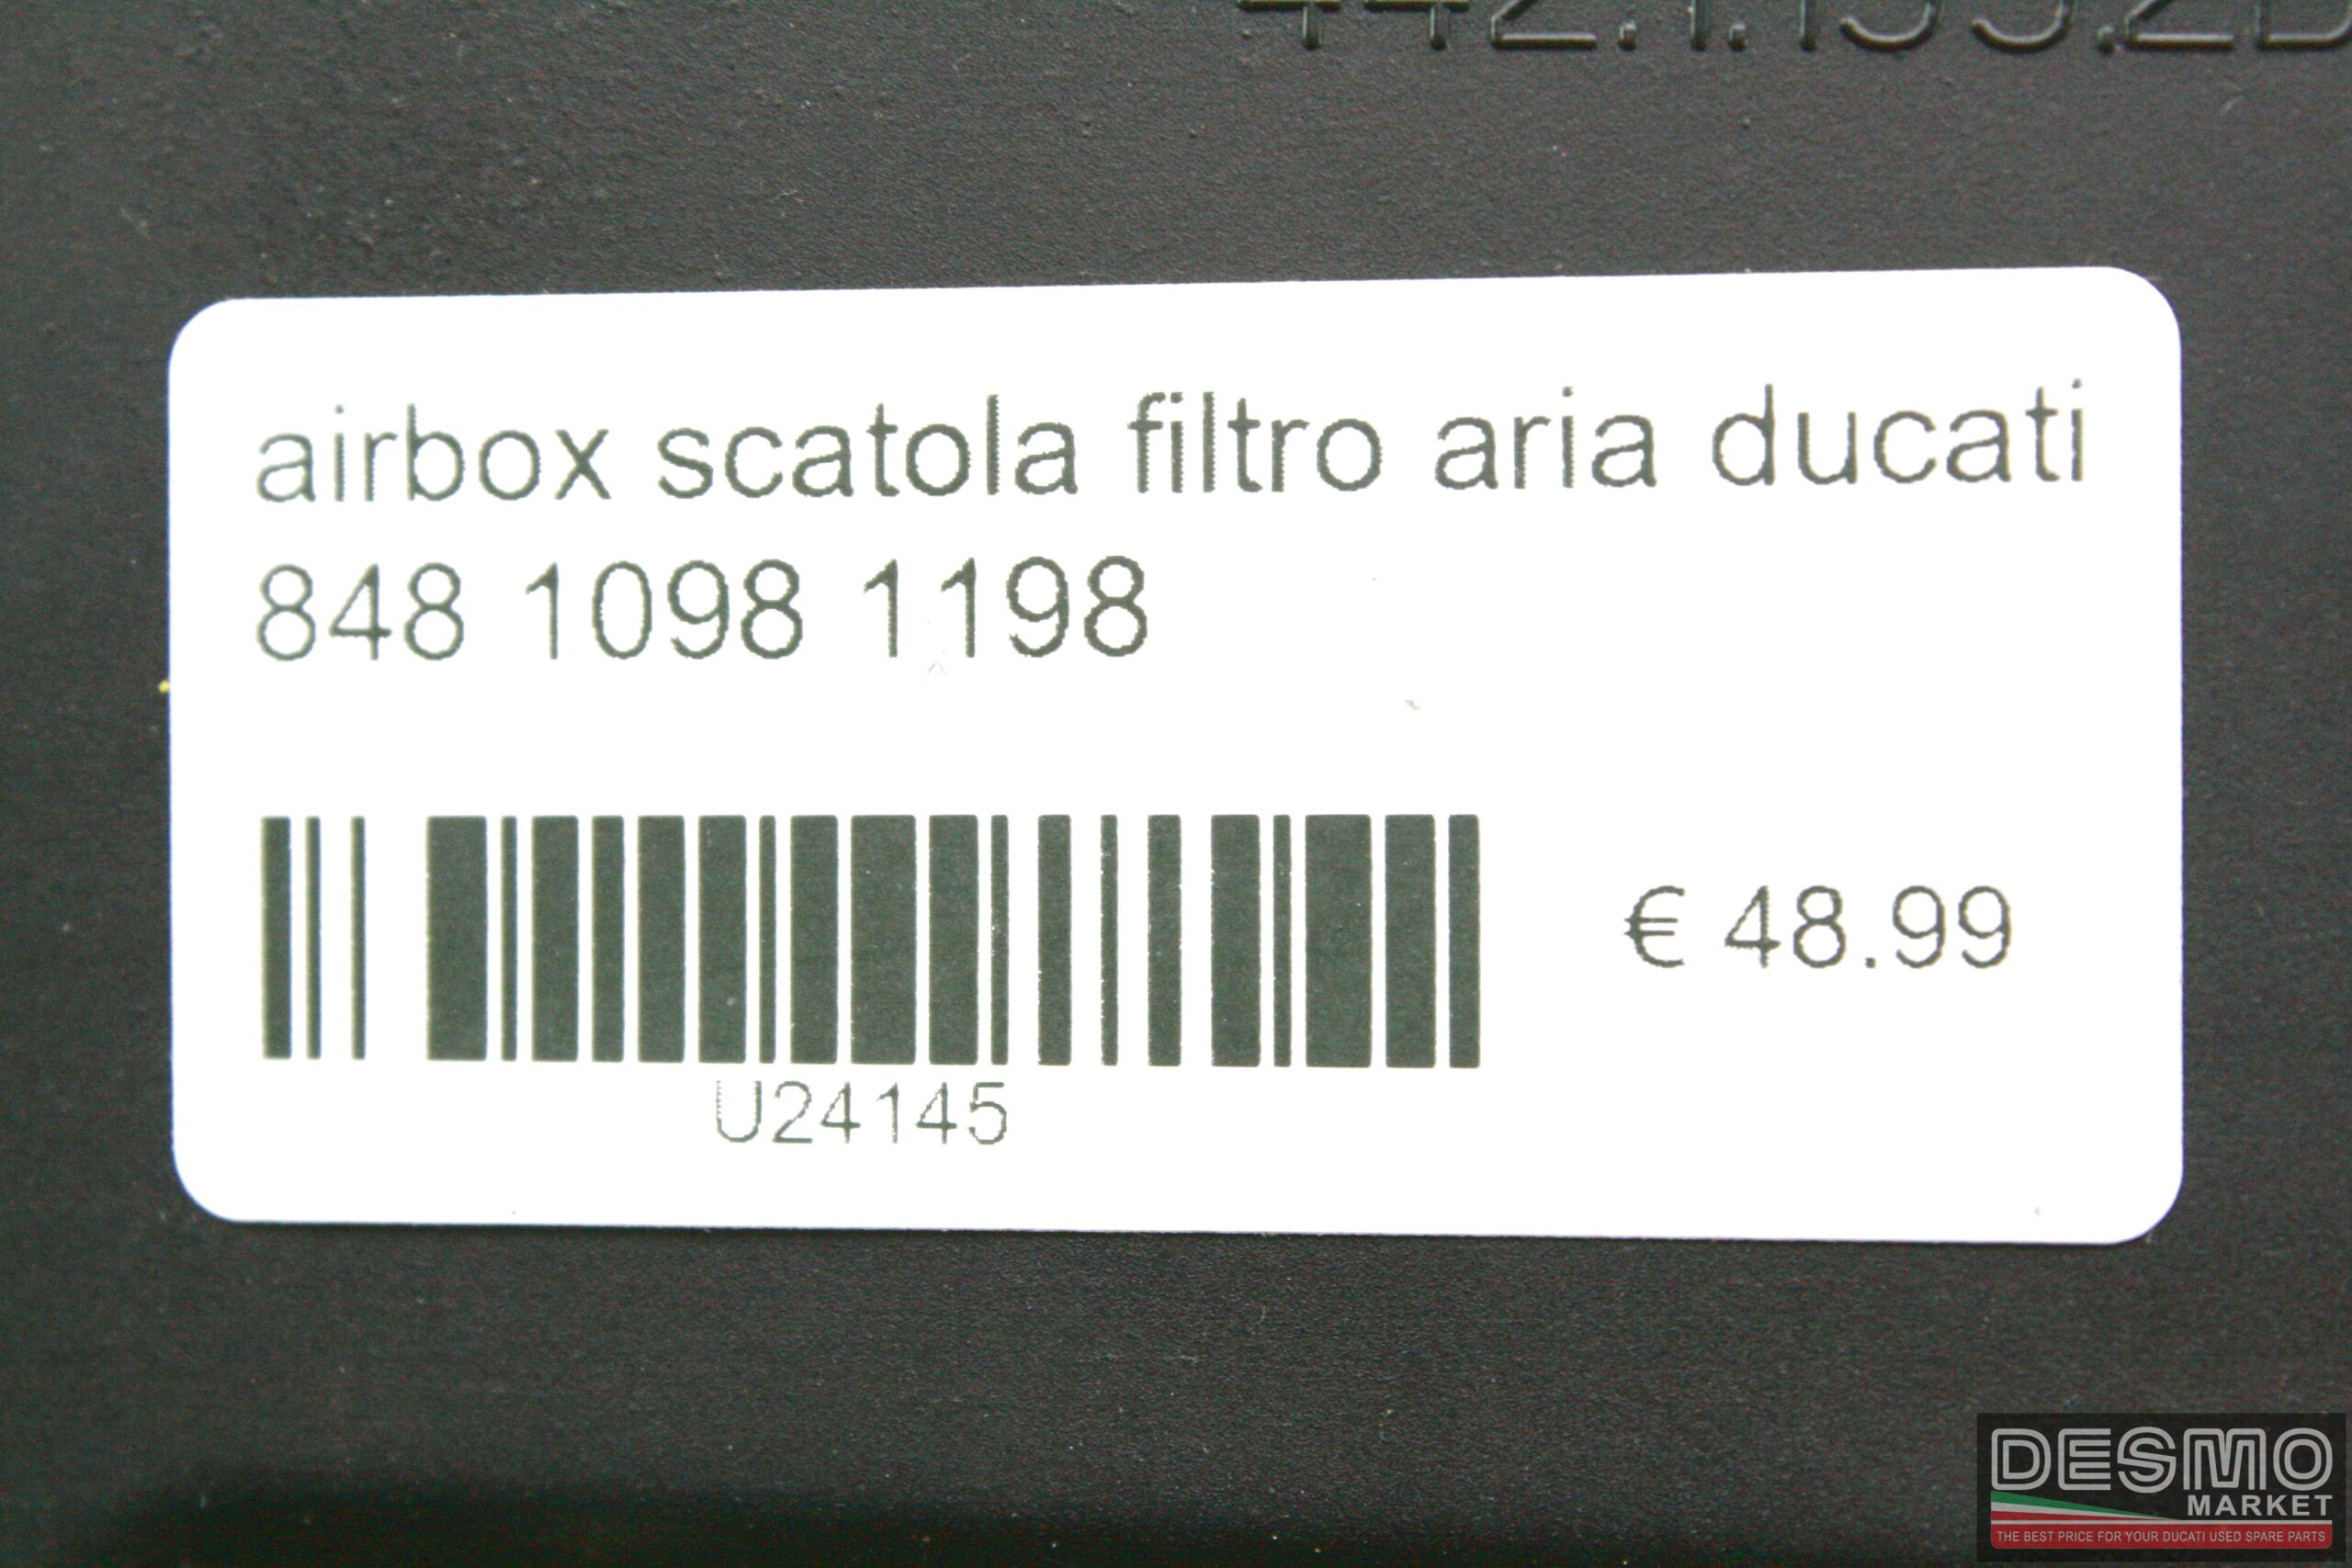 airbox scatola filtro aria ducati
848 1098 1198
€ 48.99
U24145
DESMO
MARKET
THE BEST PRICE FOR YOUR DUCATI USED SPARE PARTS